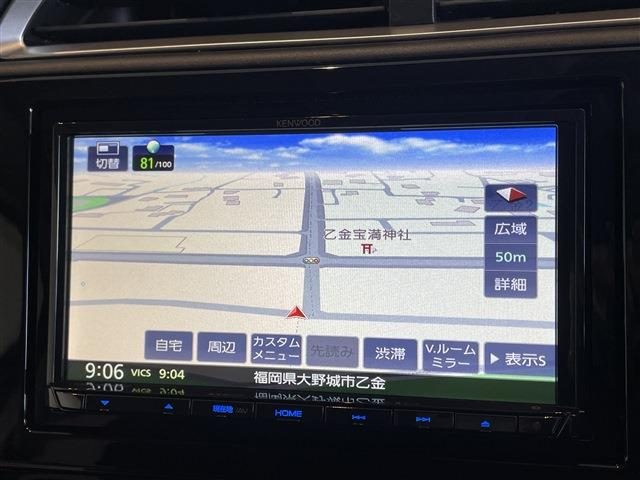 KENWOOD
切替
81/100
乙金宝満神社
広域
50m
詳細
自宅
周辺
カスタム
メニュー
先読み
渋滞
V.ルーム
ミラー
▶ 表示S
9:06 VICS 9:04
福岡県大野城市乙金
現在地 NAVI
HOME